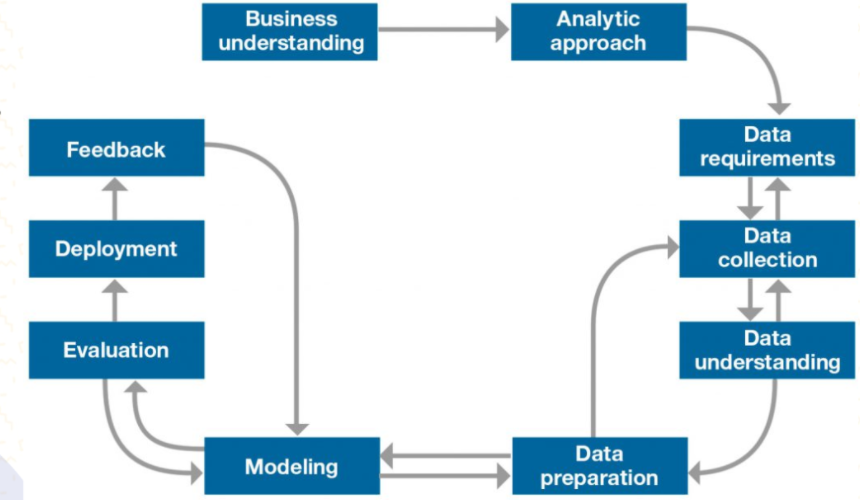 Business
understanding
Analytic
approach
Data
requirements
Data
collection
Data
understanding
Data
preparation
Modeling
Evaluation
Deployment
Feedback